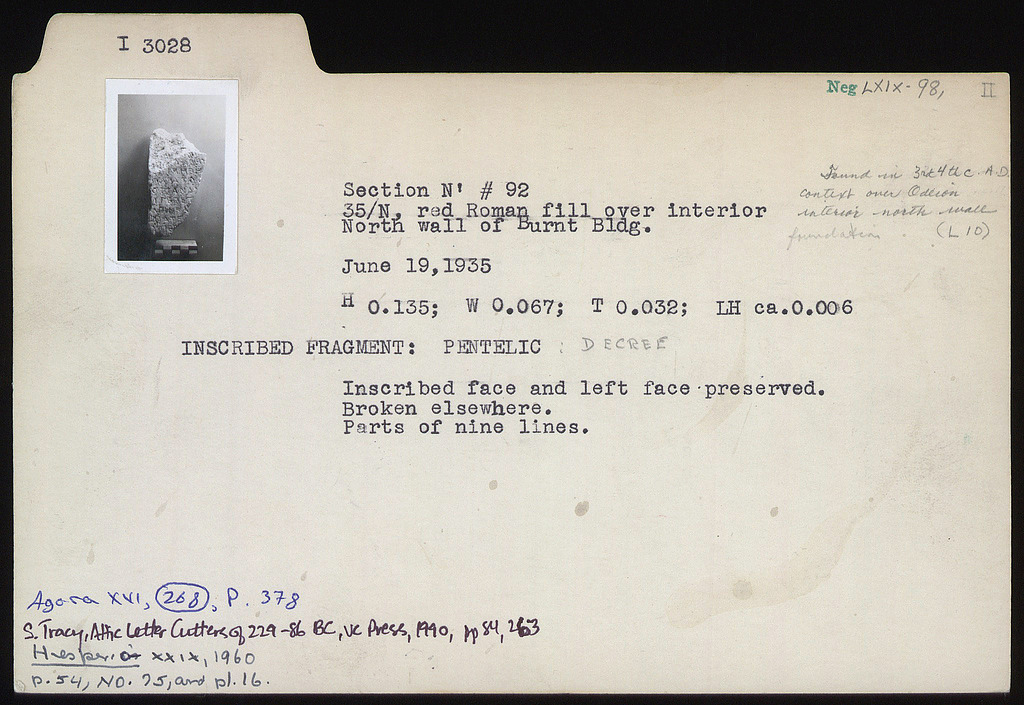 I 3028
Neg LXIX-98, II
Found in 3rd 4th c. A.D.
context over Odeion
interior north wall
foundation. (L 10)
Section N' # 92
35/N, red Roman fill over interior
North wall of Burnt Bldg.
June 19,1935
H 0.135; W 0.067; T 0.032; LH ca.0.006
INSCRIBED FRAGMENT: PENTELIC : DECREE
Inscribed face and left face preserved.
Broken elsewhere.
Parts of nine lines.
Agora XVI, 268, P. 378
S. Tracy, Attic Letter Cutters of 229-86 BC, UC Press, 1990, pp 84, 263
Hesperia XXIX, 1960
p. 54, NO. 75, and pl. 16.